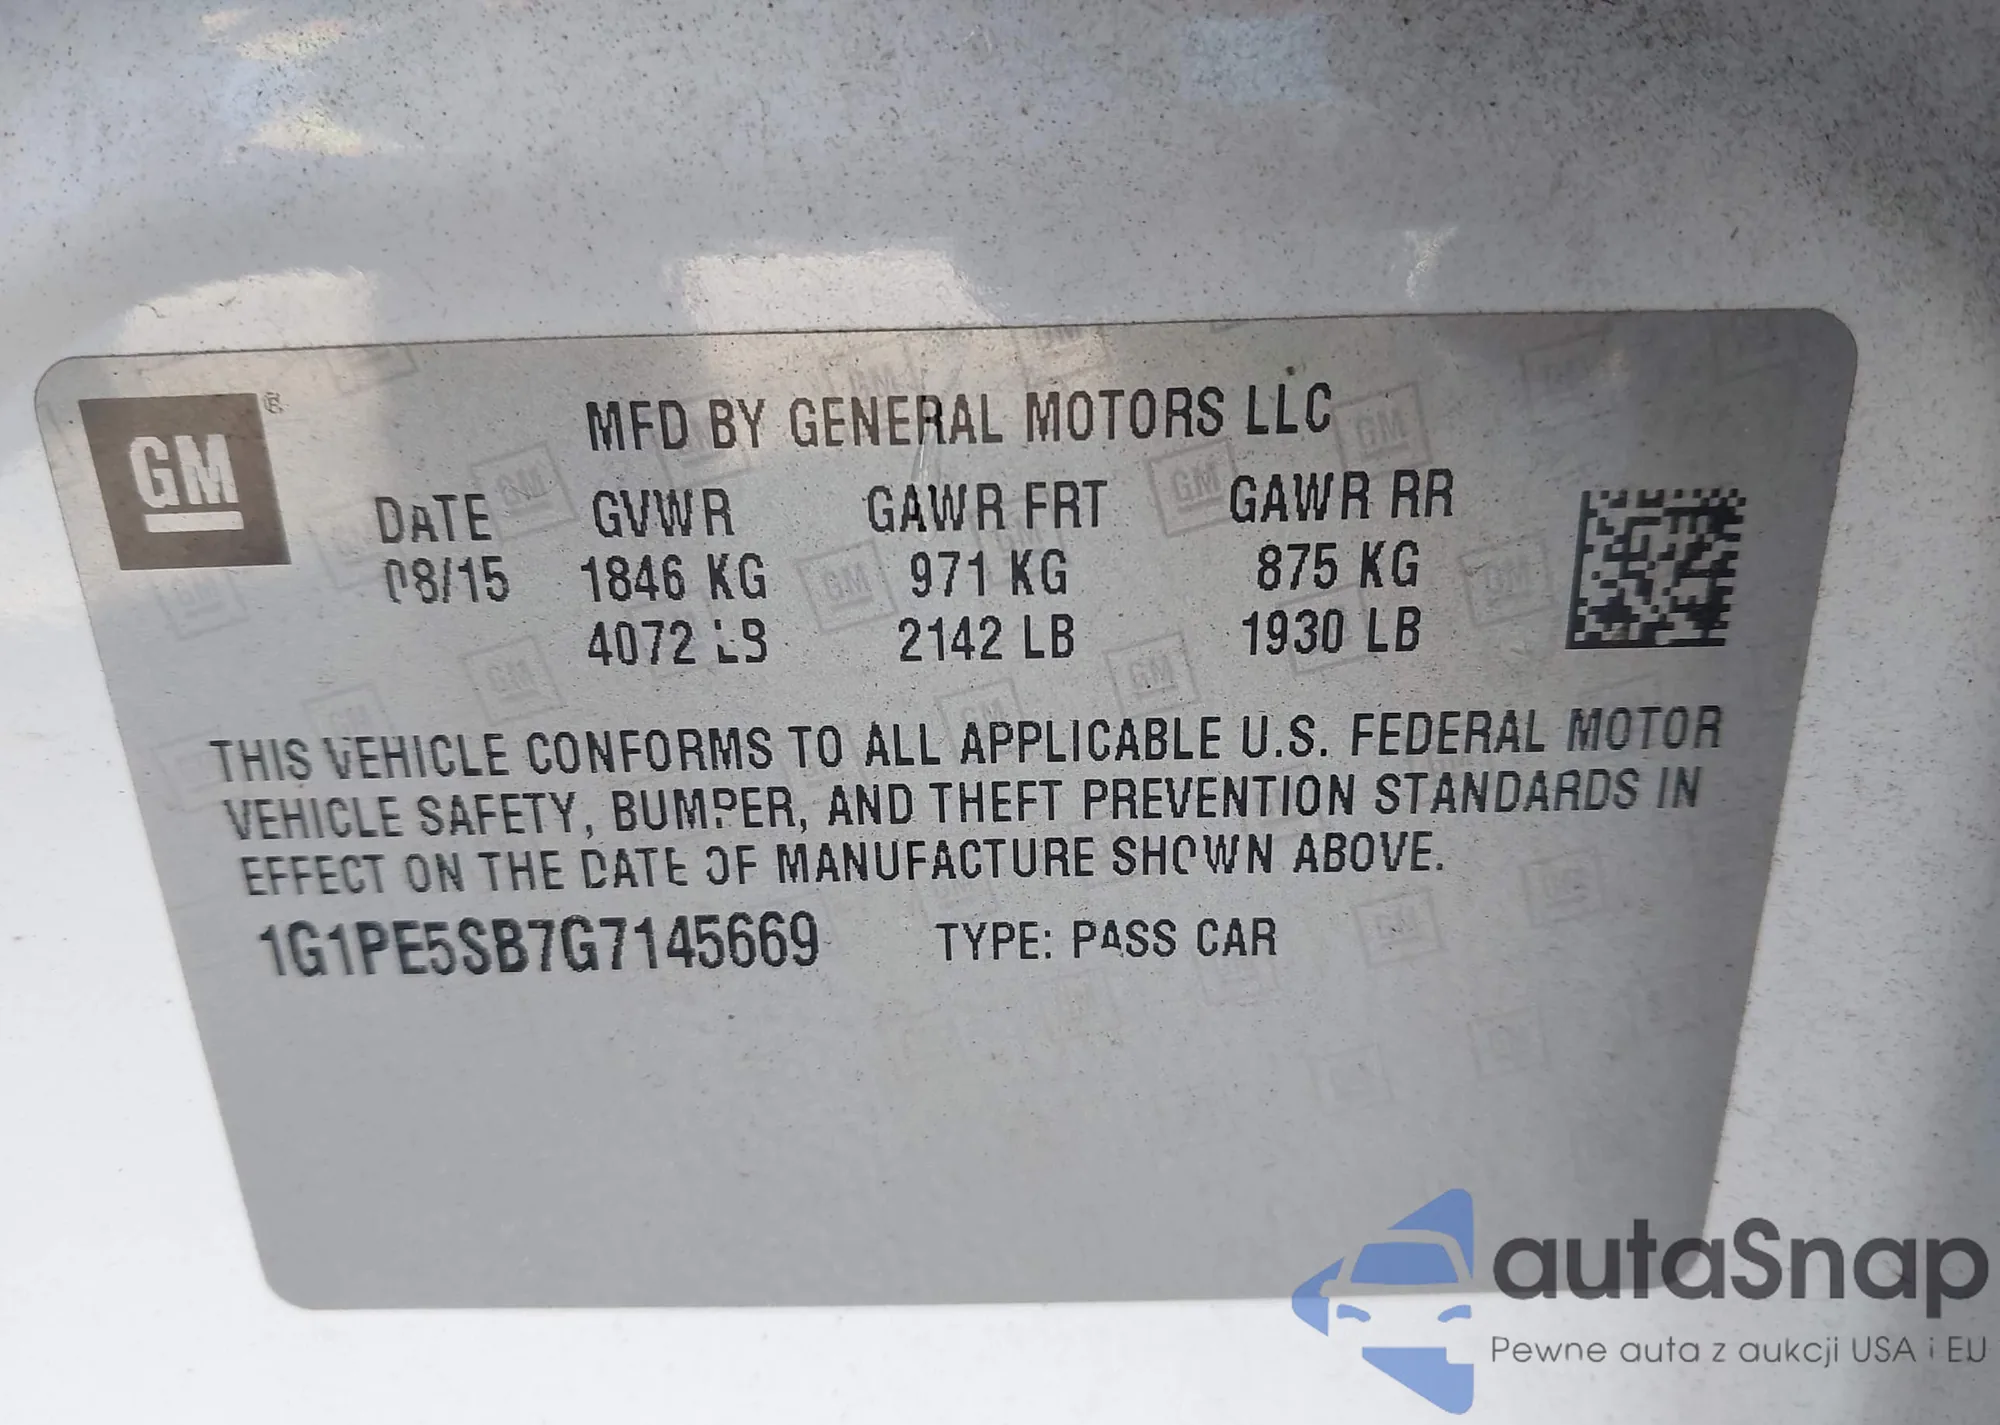 GM ®
MFD BY GENERAL MOTORS LLC
DATE GVWR GAWR FRT GAWR RR
08/15 1846 KG 971 KG 875 KG
4072 LB 2142 LB 1930 LB
THIS VEHICLE CONFORMS TO ALL APPLICABLE U.S. FEDERAL MOTOR
VEHICLE SAFETY, BUMPER, AND THEFT PREVENTION STANDARDS IN
EFFECT ON THE DATE OF MANUFACTURE SHOWN ABOVE.
1G1PE5SB7G7145669 TYPE: PASS CAR
autaSnap
Pewne auta z aukcji USA i EU